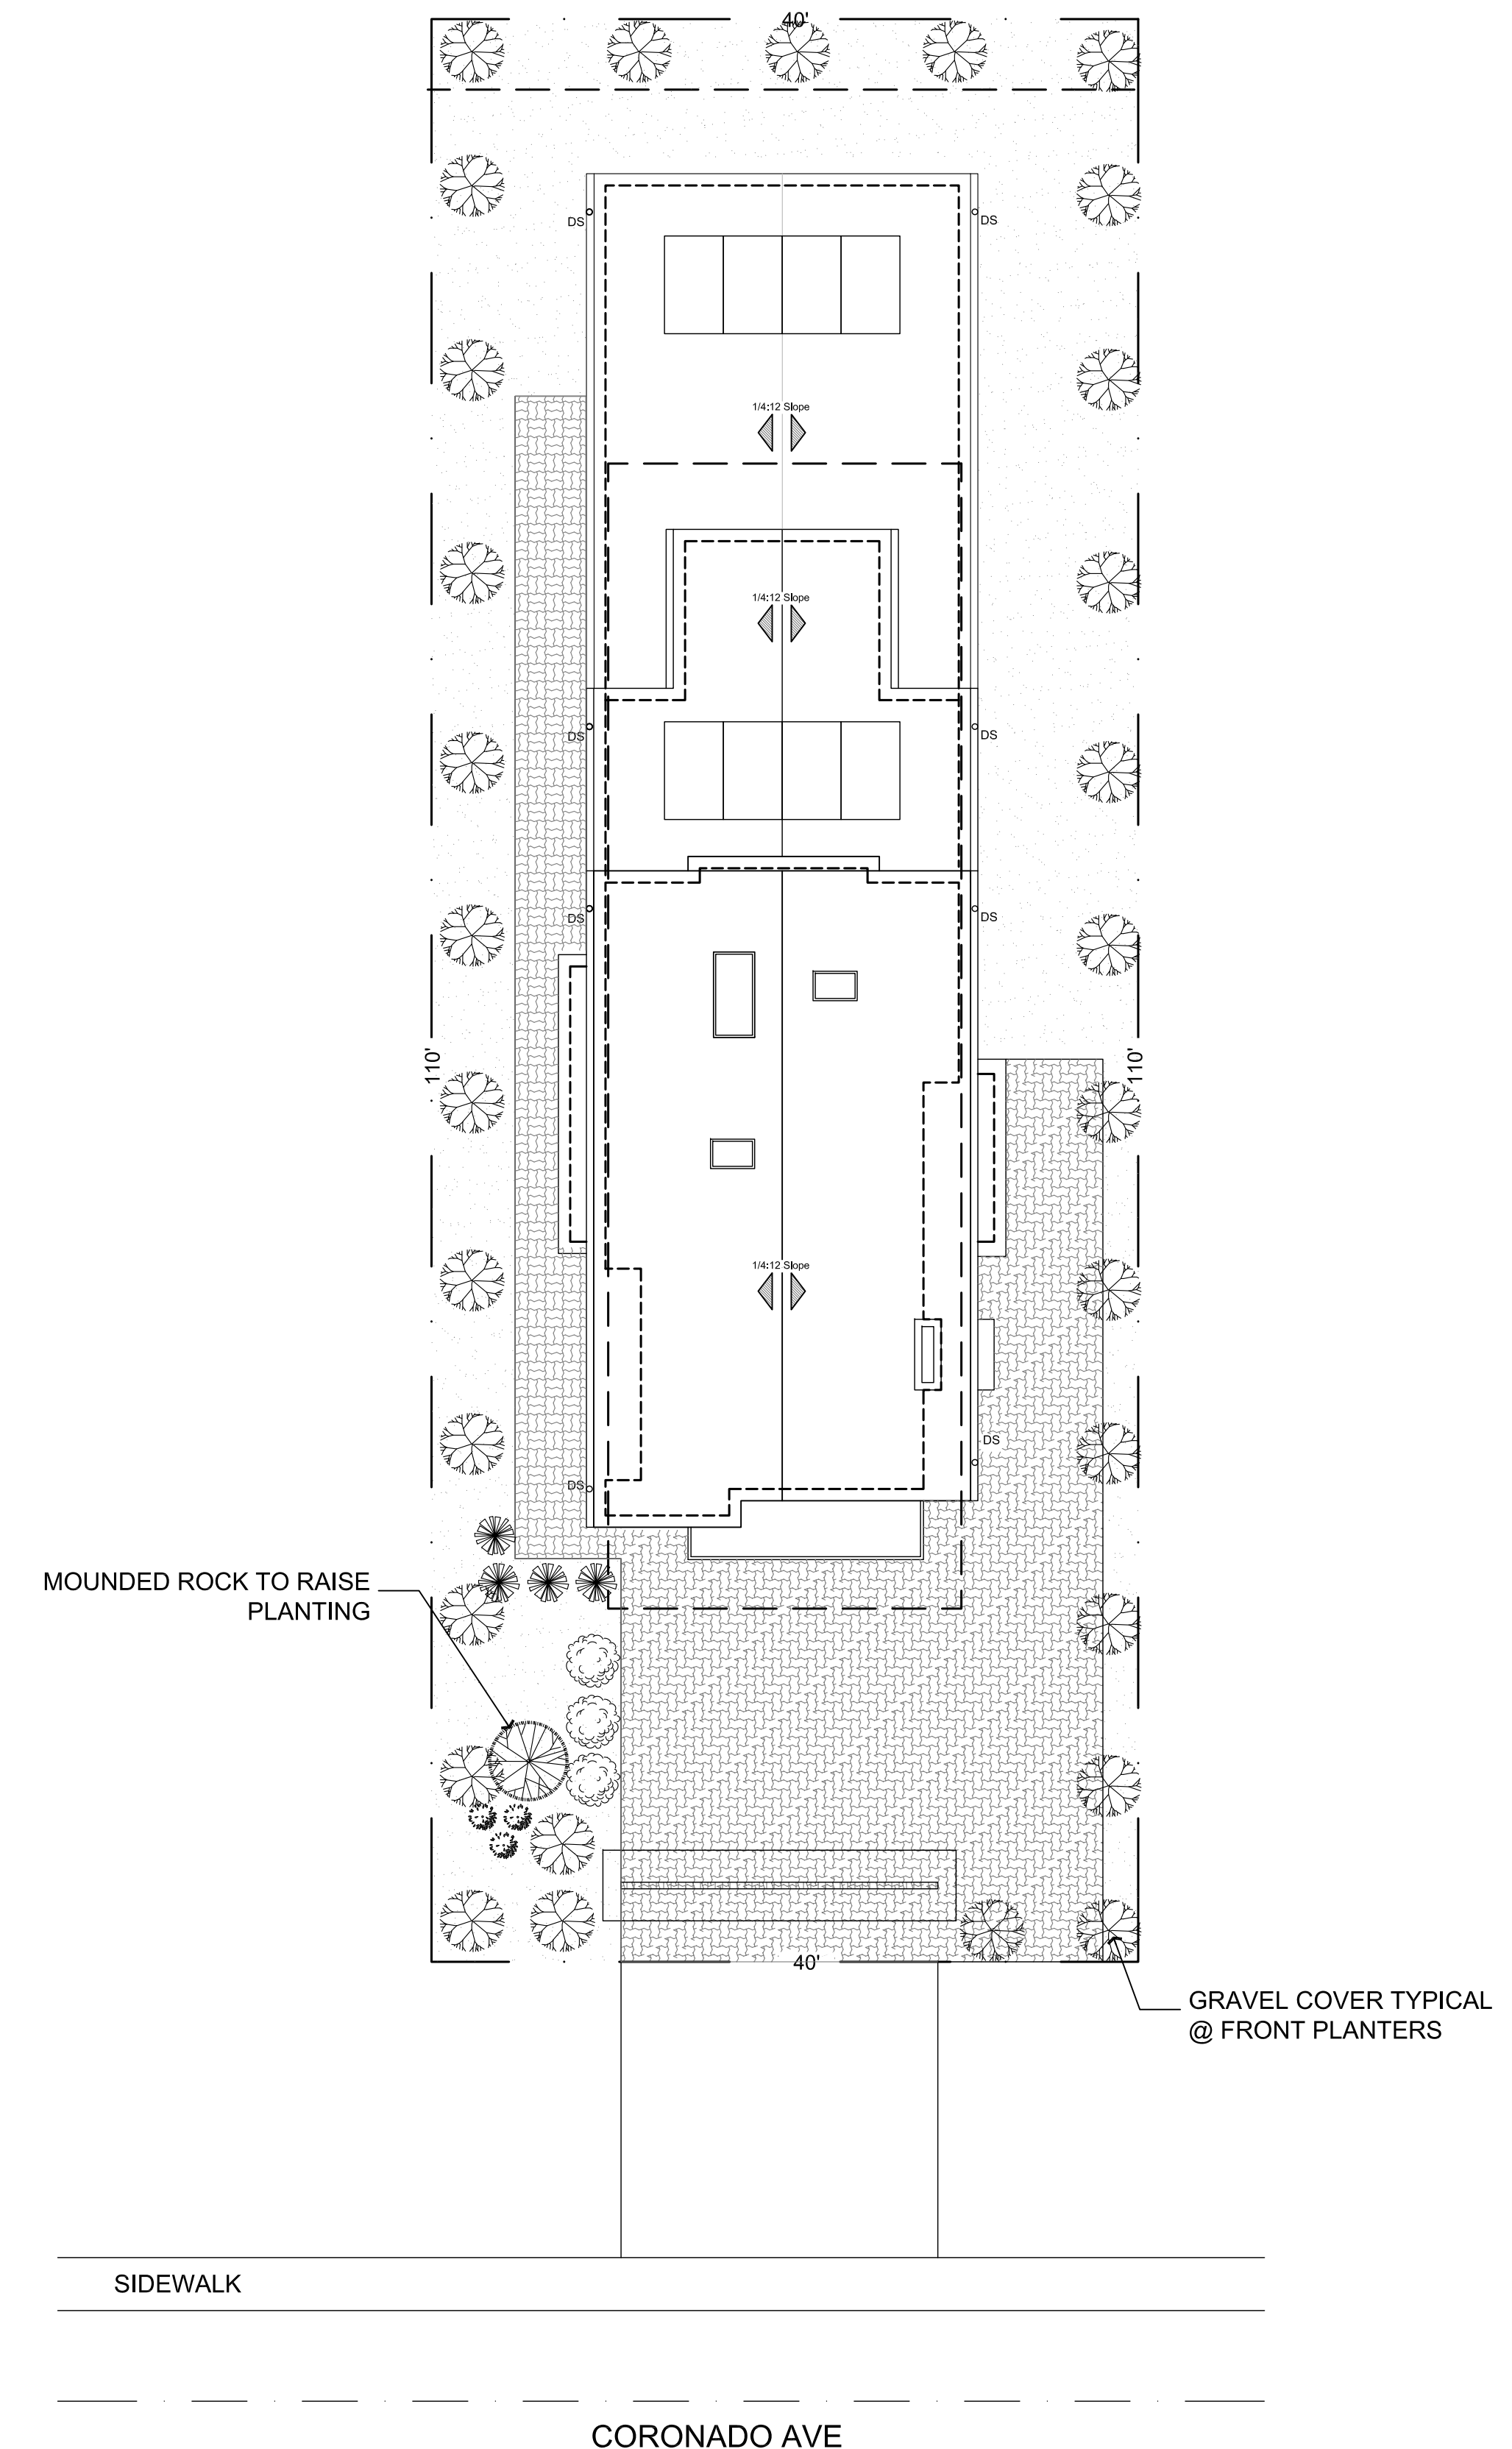 40'
DS
DS
1/4:12 Slope
1/4:12 Slope
DS
DS
DS
DS
110'
110'
1/4:12 Slope
DS
DS
MOUNDED ROCK TO RAISE
PLANTING
40'
GRAVEL COVER TYPICAL
@ FRONT PLANTERS
SIDEWALK
CORONADO AVE